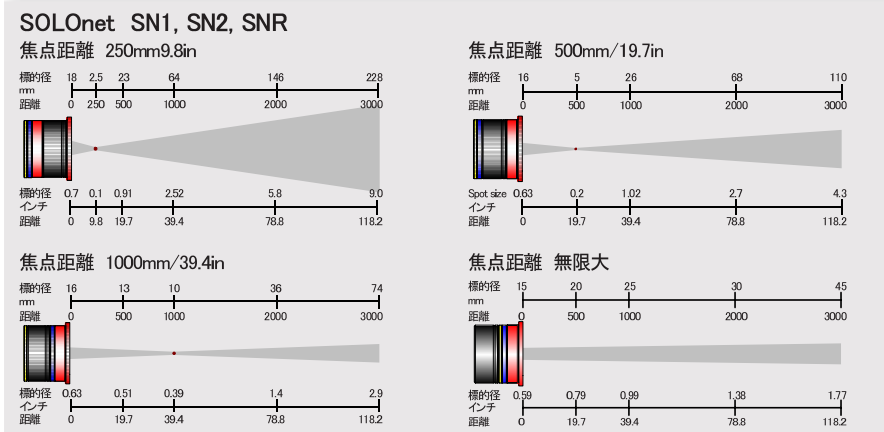 SOLOnet SN1, SN2, SNR
焦点距離 250mm9.8in
標的径 18 2.5 23 64 146 228
mm
距離 0 250 500 1000 2000 3000
標的径 0.7 0.1 0.91 2.52 5.8 9.0
インチ
距離 0 9.8 19.7 39.4 78.8 118.2
焦点距離 500mm/19.7in
標的径 16 5 26 68 110
mm
距離 0 500 1000 2000 3000
Spot size 0.63 0.2 1.02 2.7 4.3
インチ
距離 0 19.7 39.4 78.8 118.2
焦点距離 1000mm/39.4in
標的径 16 13 10 36 74
mm
距離 0 500 1000 2000 3000
標的径 0.63 0.51 0.39 1.4 2.9
インチ
距離 0 19.7 39.4 78.8 118.2
焦点距離 無限大
標的径 15 20 25 30 45
mm
距離 0 500 1000 2000 3000
標的径 0.59 0.79 0.99 1.38 1.77
インチ
距離 0 19.7 39.4 78.8 118.2